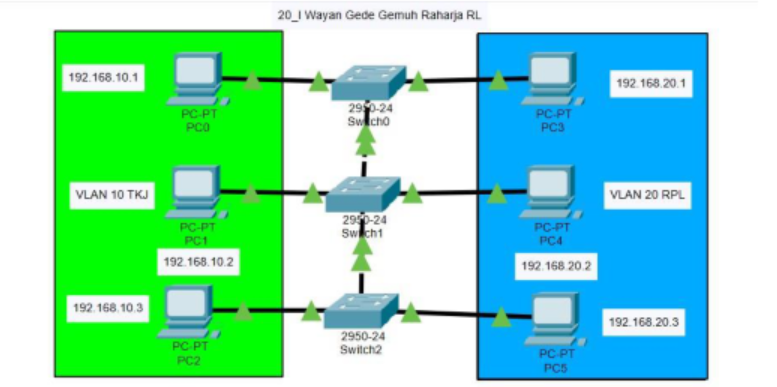 20_I Wayan Gede Gemuh Raharja RL
192.168.10.1
PC-PT
PC0
2950-24
Switch0
PC-PT
PC3
192.168.20.1
VLAN 10 TKJ
PC-PT
PC1
2950-24
Switch1
PC-PT
PC4
VLAN 20 RPL
192.168.10.2
192.168.20.2
192.168.10.3
PC-PT
PC2
2950-24
Switch2
PC-PT
PC5
192.168.20.3